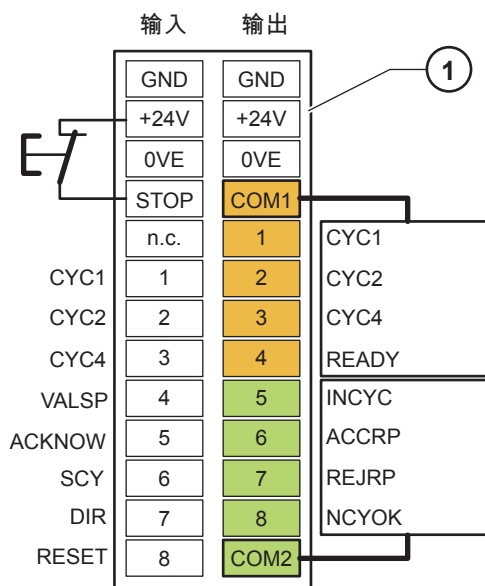 输入 输出
1
GND GND
+24V +24V
0VE 0VE
STOP COM1
n.c. 1 CYC1
CYC1 1 2 CYC2
CYC2 2 3 CYC4
CYC4 3 4 READY
VALSP 4 5 INCYC
ACKNOW 5 6 ACCRP
SCY 6 7 REJRP
DIR 7 8 NCYOK
RESET 8 COM2